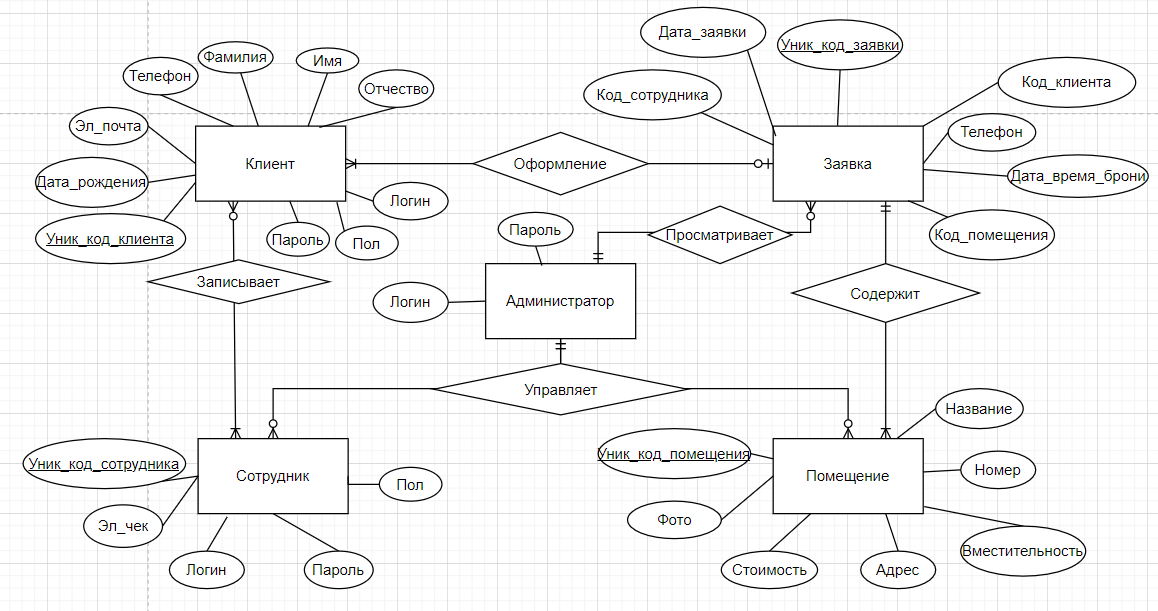 Дата_заявки
Уник_код_заявки
Фамилия
Имя
Телефон
Отчество
Код_сотрудника
Код_клиента
Эл_почта
Телефон
Клиент
Оформление
Заявка
Дата_рождения
Дата_время_брони
Логин
Уник_код_клиента
Пароль
Пол
Пароль
Просматривает
Код_помещения
Записывает
Логин
Администратор
Содержит
Управляет
Название
Уник_код_сотрудника
Уник_код_помещения
Сотрудник
Пол
Помещение
Номер
Эл_чек
Фото
Вместительность
Логин
Пароль
Стоимость
Адрес